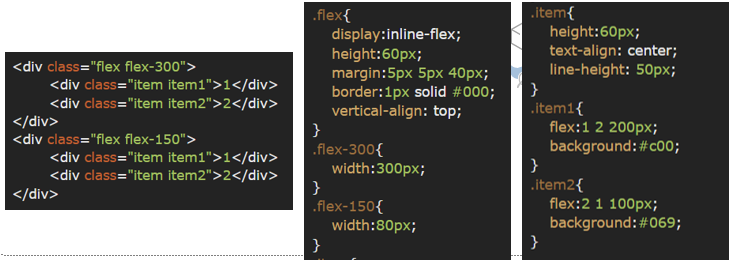 <div class="flex flex-300">
<div class="item item1">1</div>
<div class="item item2">2</div>
</div>
<div class="flex flex-150">
<div class="item item1">1</div>
<div class="item item2">2</div>
</div>
.flex{
display:inline-flex;
height:60px;
margin:5px 5px 40px;
border:1px solid #000;
vertical-align: top;
}
.flex-300{
width:300px;
}
.flex-150{
width:80px;
}
.item{
height:60px;
text-align: center;
line-height: 50px;
}
.item1{
flex:1 2 200px;
background:#c00;
}
.item2{
flex:2 1 100px;
background:#069;
}